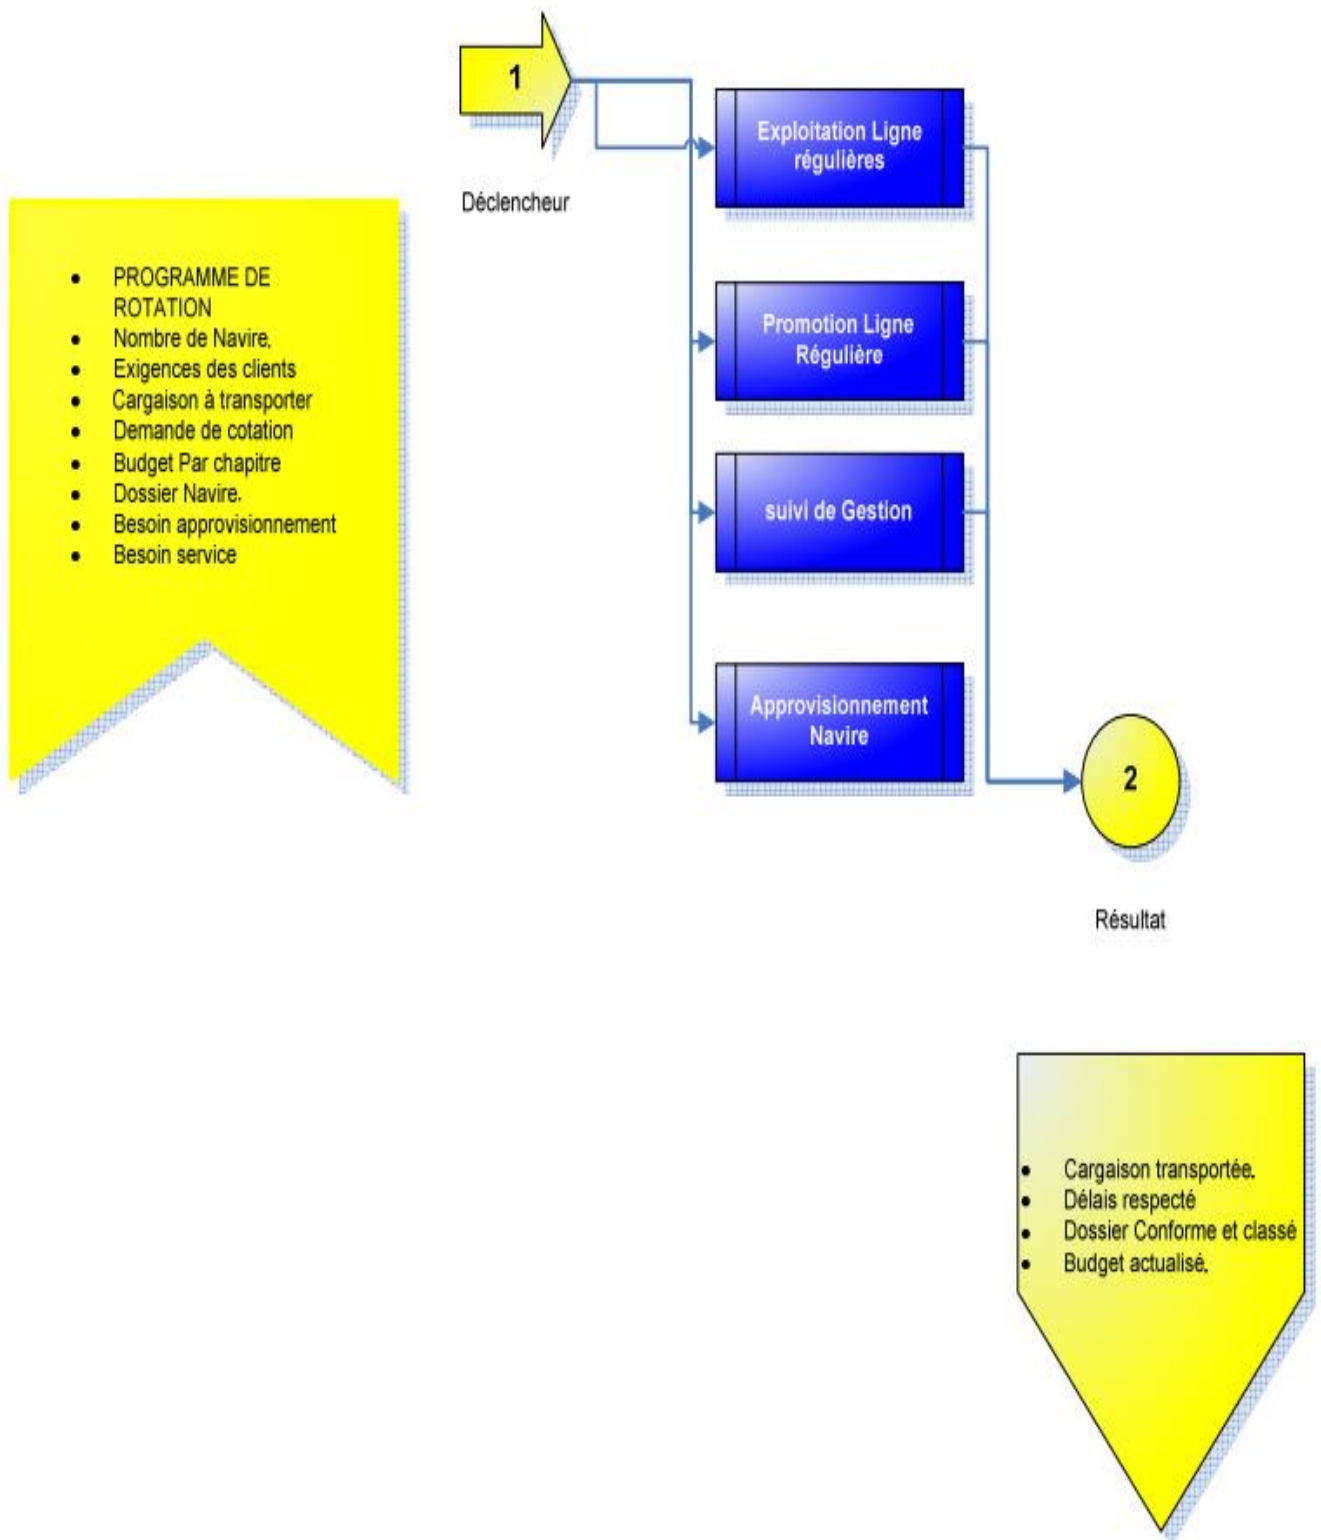 1
Déclencheur
• PROGRAMME DE
ROTATION
• Nombre de Navire.
• Exigences des clients
• Cargaison à transporter
• Demande de cotation
• Budget Par chapitre
• Dossier Navire.
• Besoin approvisionnement
• Besoin service
Exploitation Ligne
régulières
Promotion Ligne
Régulière
suivi de Gestion
Approvisionnement
Navire
2
Résultat
• Cargaison transportée.
• Délais respecté
• Dossier Conforme et classé
• Budget actualisé.